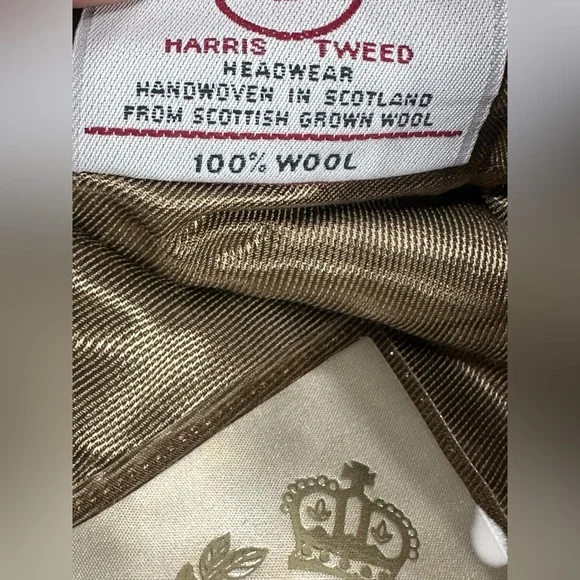 HARRIS TWEED
HEADWEAR
HANDWOVEN IN SCOTLAND
FROM SCOTTISH GROWN WOOL
100% WOOL